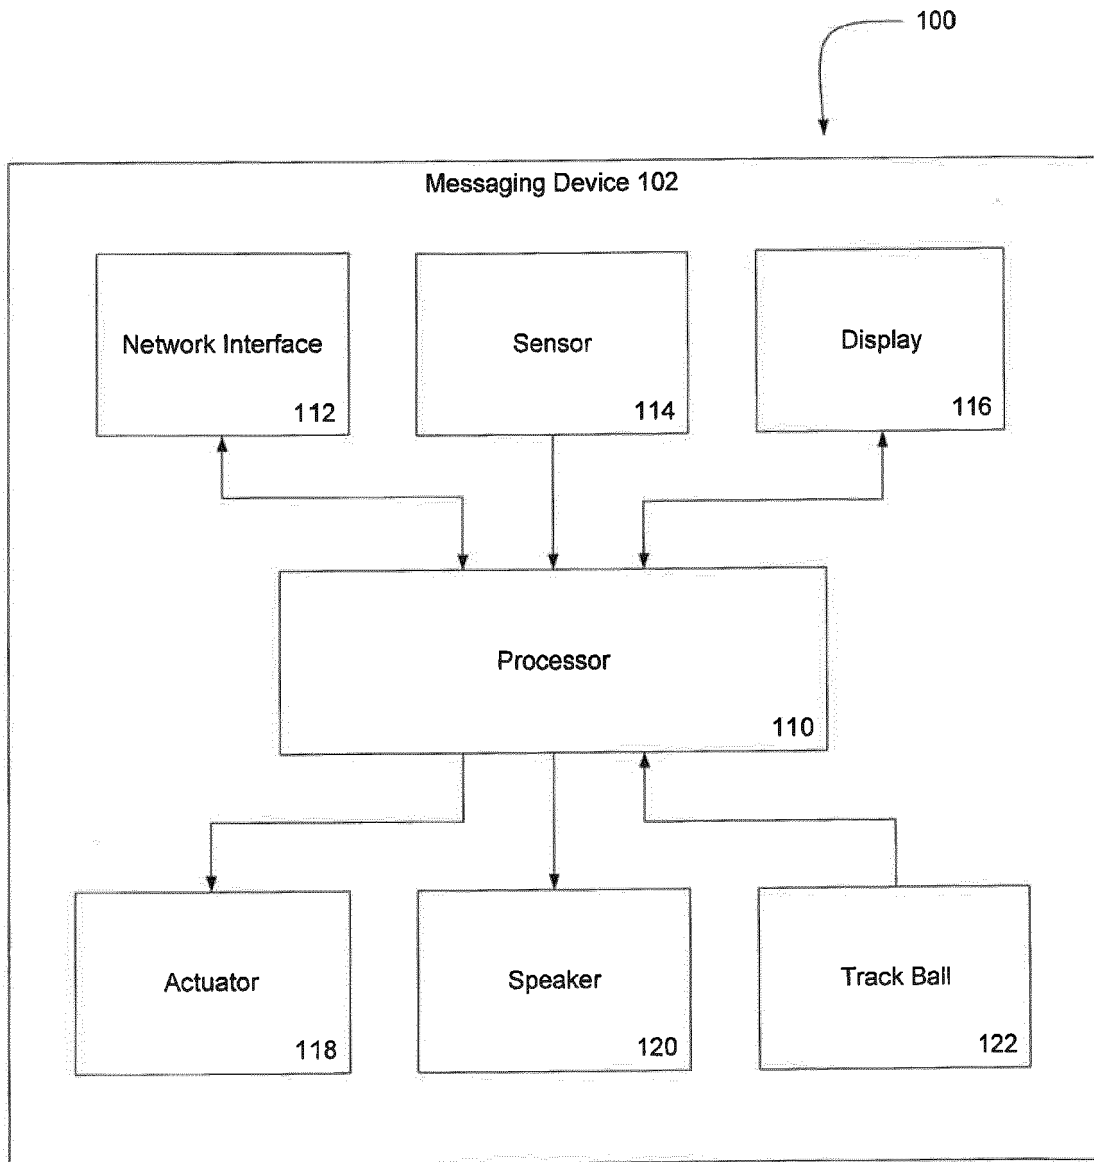 100
Messaging Device 102
Network Interface
112
Sensor
114
Display
116
Processor
110
Actuator
118
Speaker
120
Track Ball
122